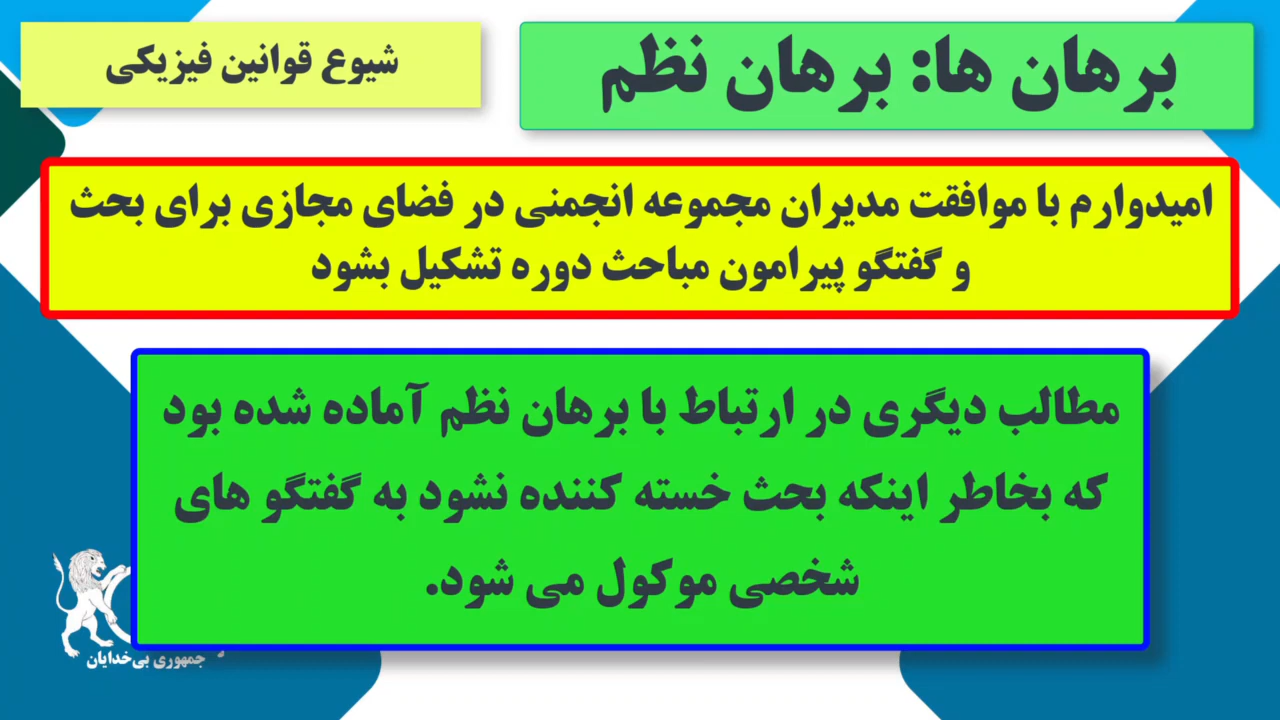 برهان ها: برهان نظم
شیوع قوانین فیزیکی
امیدوارم با موافقت مدیران مجموعه انجمنی در فضای مجازی برای بحث
و گفتگو پیرامون مباحث دوره تشکیل بشود
مطالب دیگری در ارتباط با برهان نظم آماده شده بود
که بخاطر اینکه بحث خسته کننده نشود به گفتگو های
شخصی موکول می شود.
جمهوری بی‌خدایان